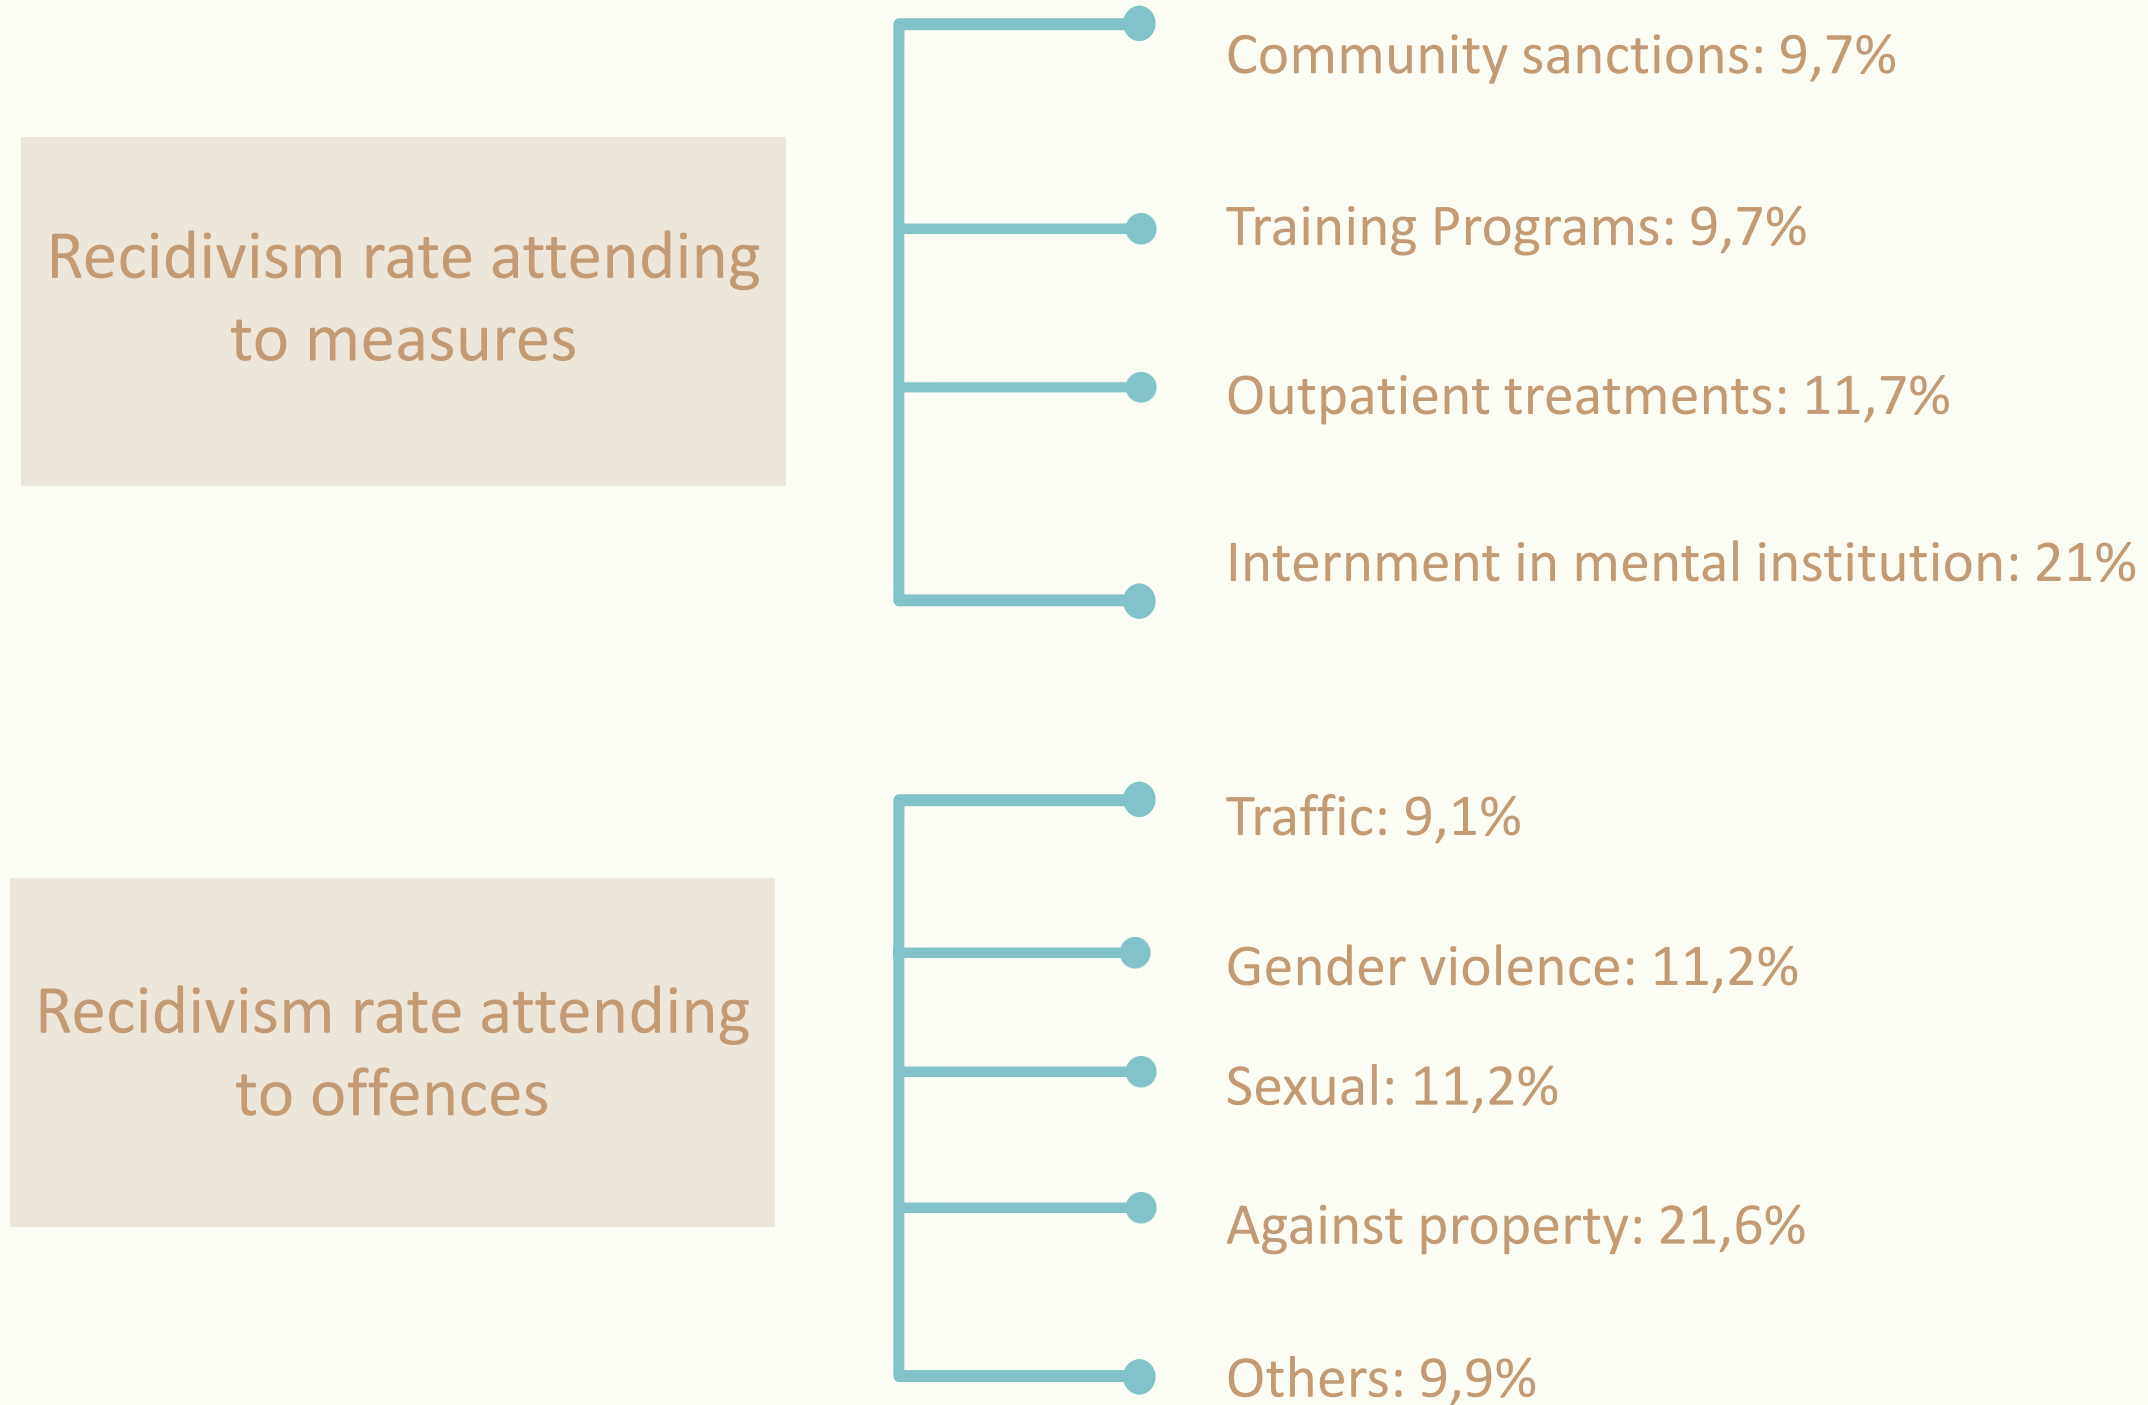 Recidivism rate attending
to measures
Community sanctions: 9,7%
Training Programs: 9,7%
Outpatient treatments: 11,7%
Internment in mental institution: 21%
Recidivism rate attending
to offences
Traffic: 9,1%
Gender violence: 11,2%
Sexual: 11,2%
Against property: 21,6%
Others: 9,9%